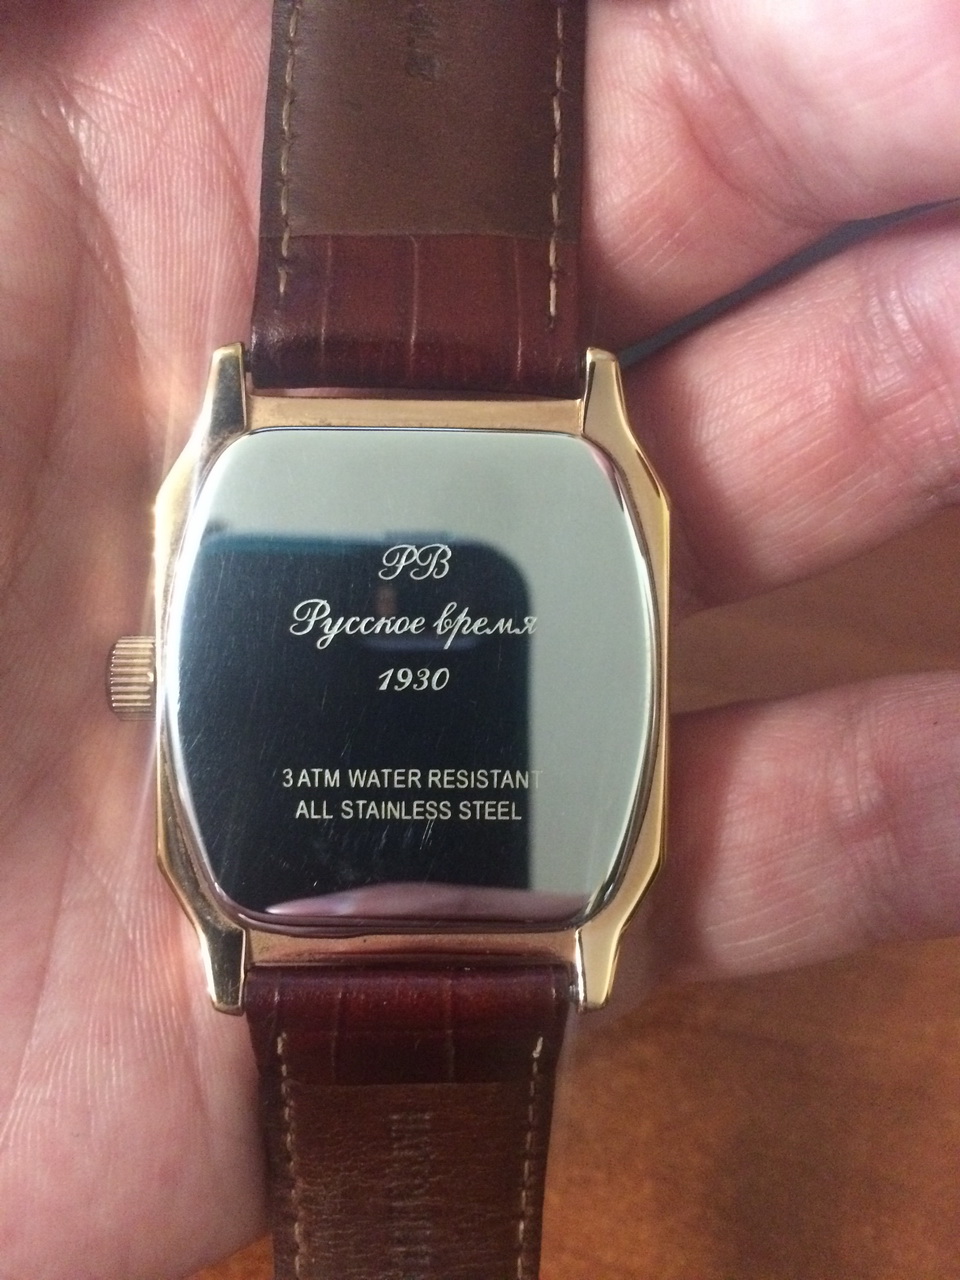 РВ
Русское время
1930
3 ATM WATER RESISTANT
ALL STAINLESS STEEL